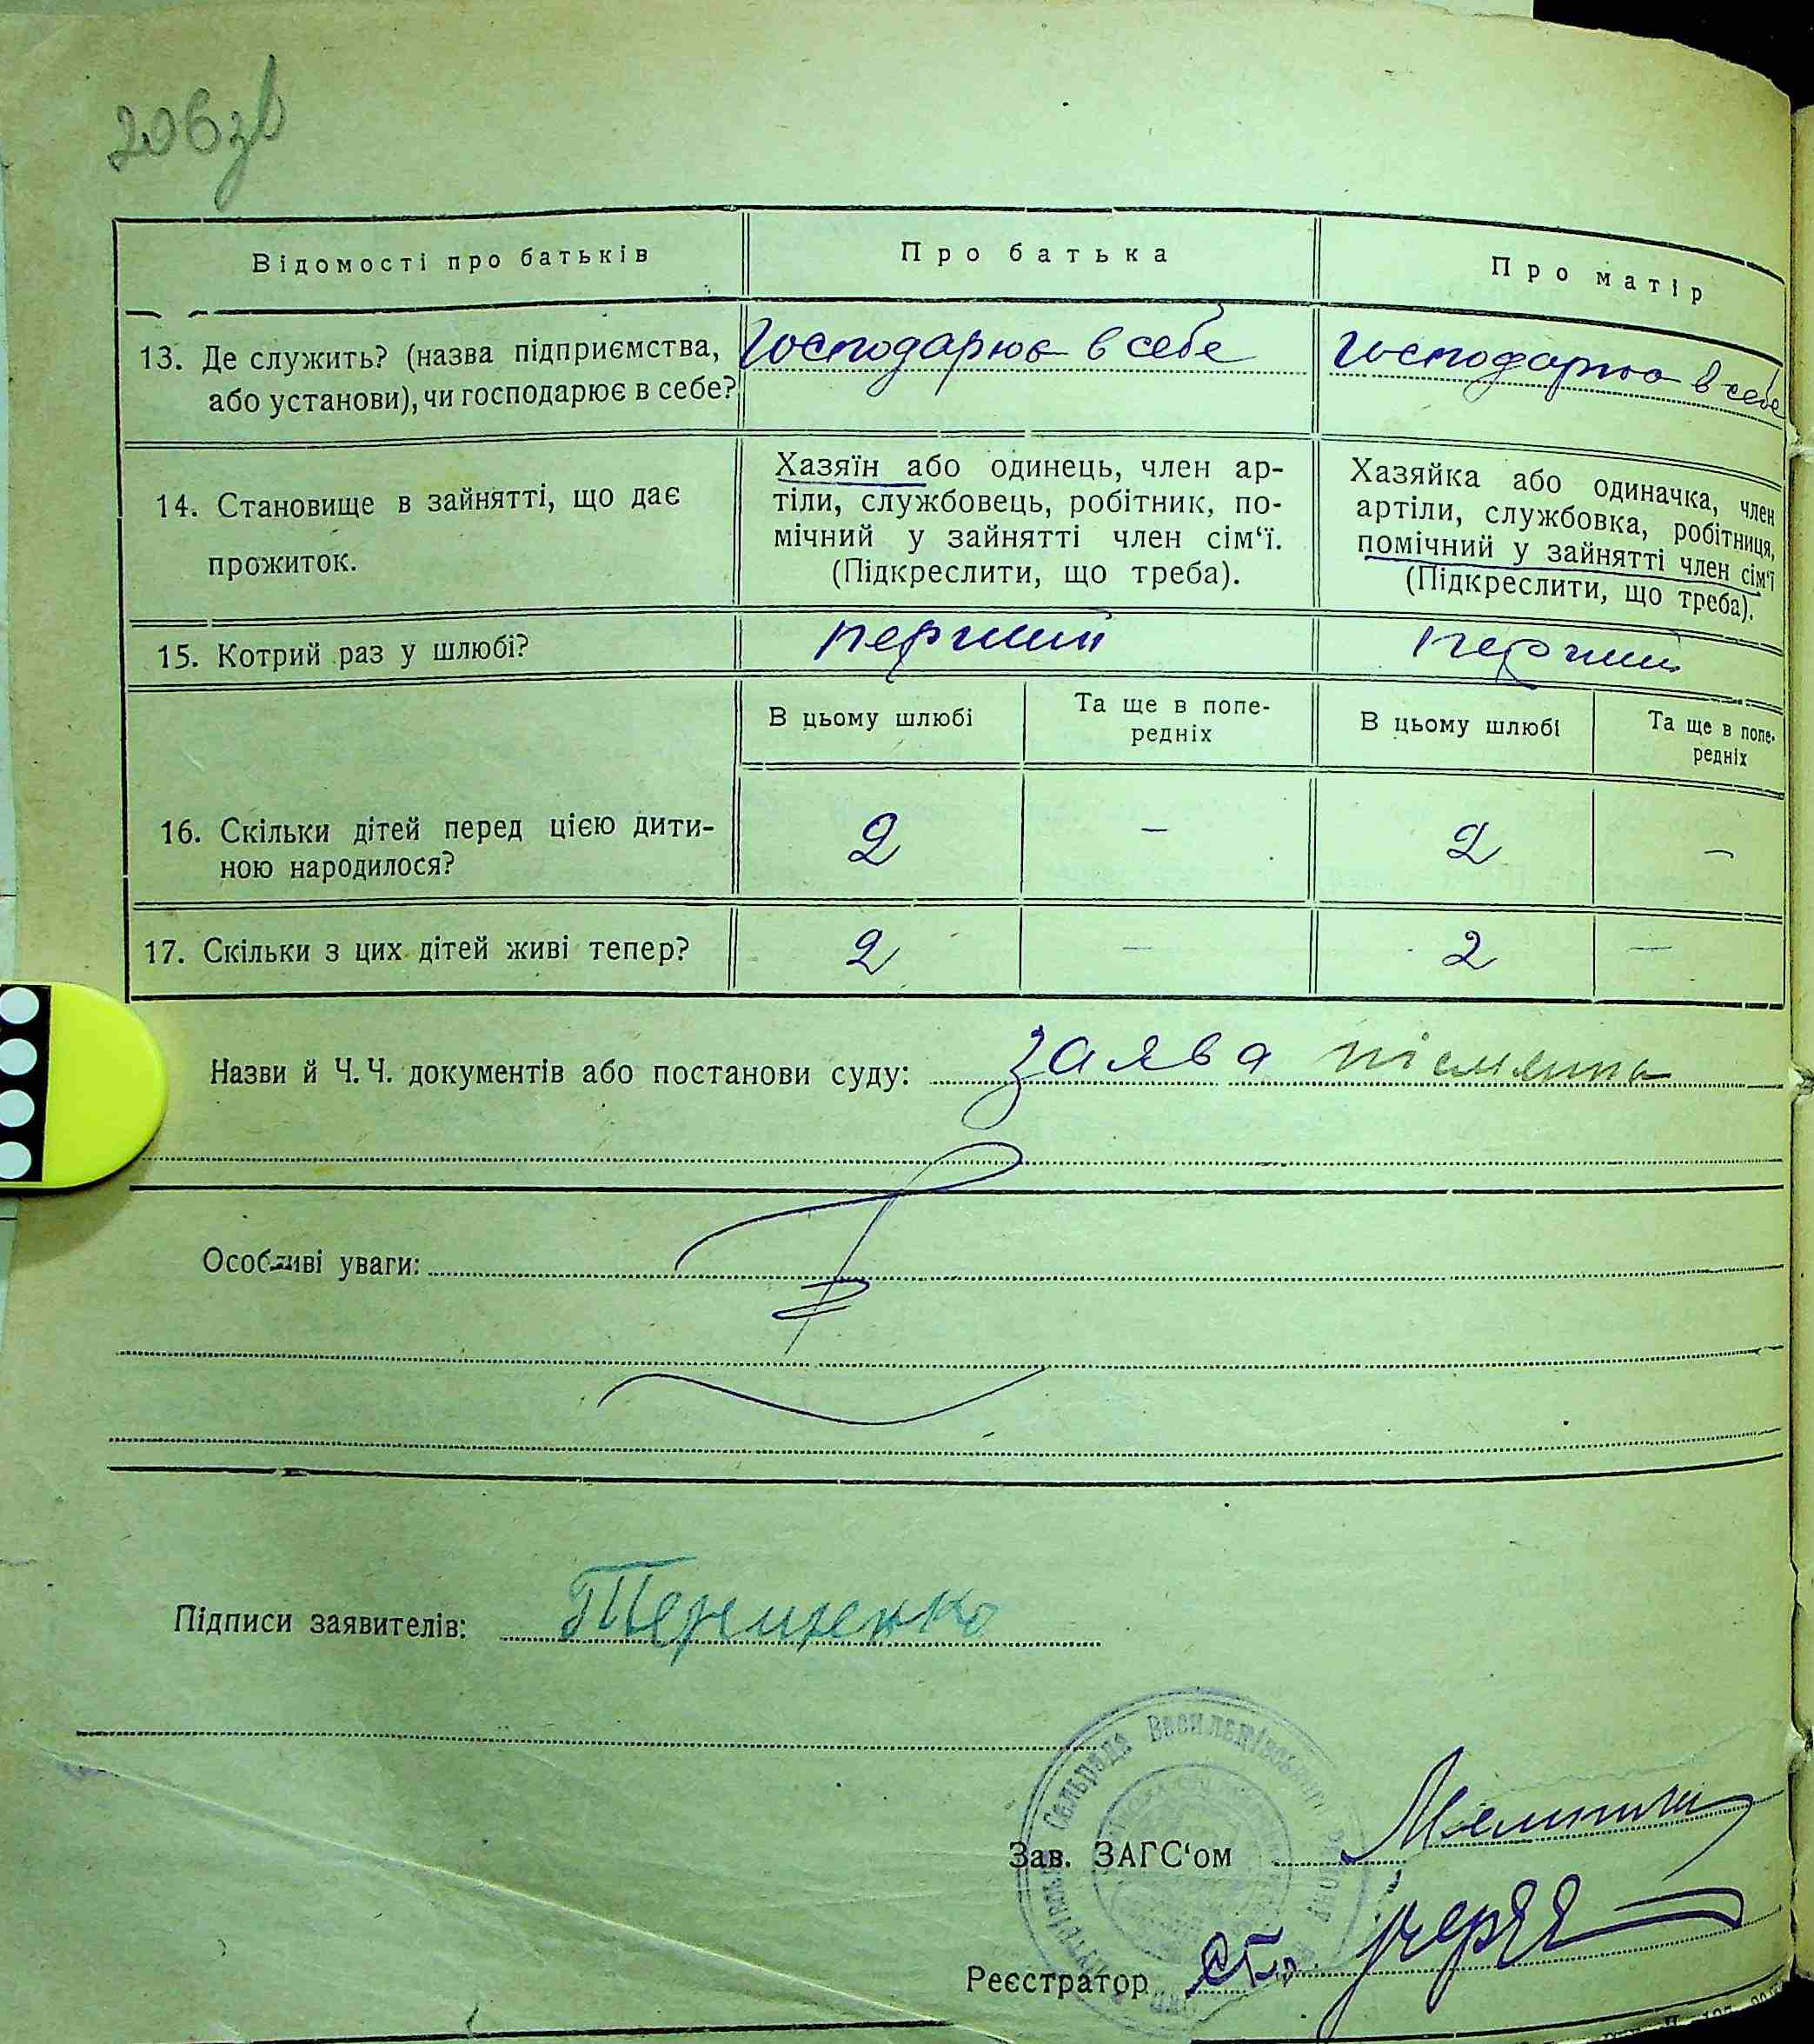 206зв
Відомості про батьків
Про батька
Про матір
13. Де служить? (назва підприємства,
або установи), чи господарює в себе?
Господарює в себе
Господарює в себе
14. Становище в зайнятті, що дає
прожиток.
Хазяїн або одинець, член ар-
тіли, службовець, робітник, по-
мічний у зайнятті член сім‘ї.
(Підкреслити, що треба).
Хазяйка або одиначка, член
артіли, службовка, робітниця,
помічний у зайнятті член сім‘ї
(Підкреслити, що треба).
15. Котрий раз у шлюбі?
перший
перший
В цьому шлюбі
Та ще в попе-
редніх
В цьому шлюбі
Та ще в попе-
редніх
16. Скільки дітей перед цією дити-
ною народилося?
2 — 2 —
17. Скільки з цих дітей живі тепер?
2 — 2 —
Назви й Ч. Ч. документів або постанови суду: заява
Особливі уваги:
Підписи заявителів: Терещенко
Сельрада
Зав. ЗАГС‘ом
Реєстратор